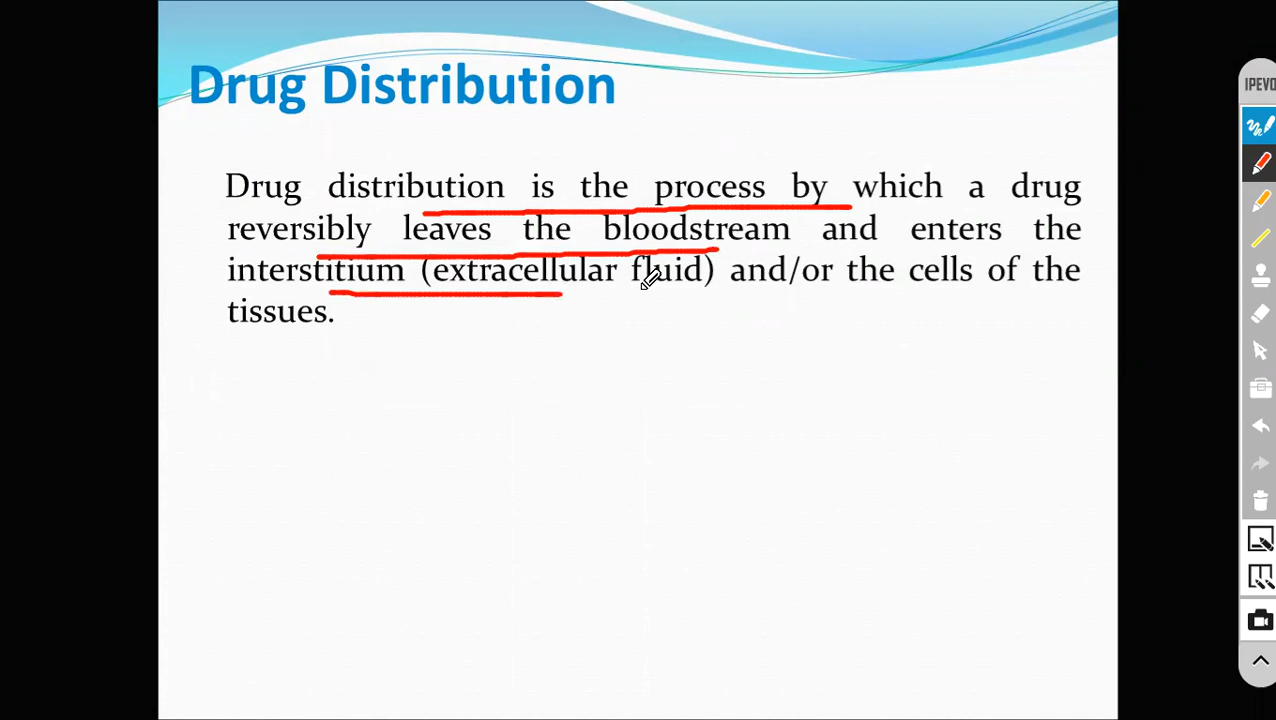 Drug Distribution
Drug distribution is the process by which a drug
reversibly leaves the bloodstream and enters the
interstitium (extracellular fluid) and/or the cells of the
tissues.
IPEVO